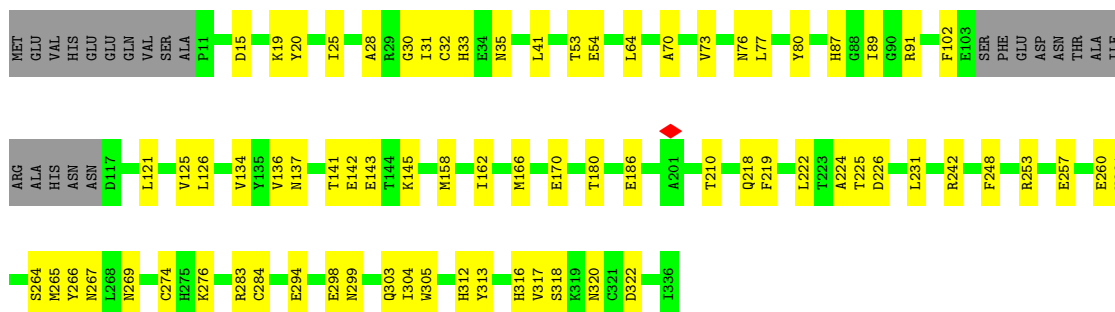 MET GLU VAL HIS GLU GLU GLN VAL SER ALA P11 D15 K19 Y20 I25 A28 R29 G30 I31 C32 H33 E34 N35 L41 T53 E54 L64 A70 V73 N76 L77 Y80 H87 G88 I89 G90 R91 F102 E103 SER PHE GLU ASP ASN THR ALA ILE
ARG ALA HIS ASN ASN D117 L121 V125 L126 V134 Y135 V136 N137 T141 E142 E143 T144 K145 M158 I162 M166 E170 T180 E186 A201 T210 Q218 F219 L222 T223 A224 T225 D226 L231 R242 F248 R253 E257 E260
S264 M265 Y266 N267 L268 N269 C274 H275 K276 R283 C284 E294 E298 N299 Q303 I304 W305 H312 Y313 H316 V317 S318 K319 N320 C321 D322 I336